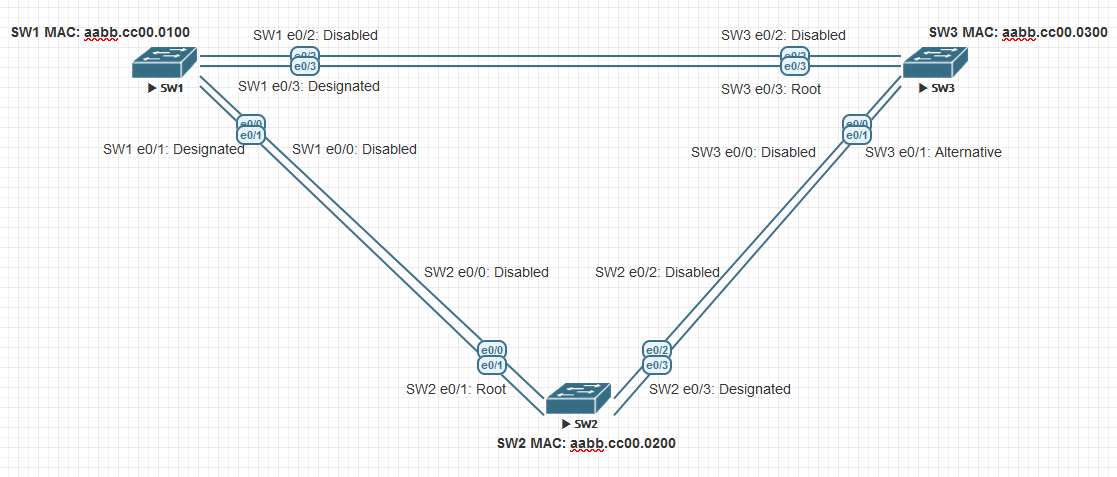 SW1 MAC: aabb.cc00.0100
SW1 e0/2: Disabled
SW3 e0/2: Disabled
SW3 MAC: aabb.cc00.0300
e0/2
e0/3
e0/2
e0/3
SW1
SW1 e0/3: Designated
SW3 e0/3: Root
SW3
e0/0
e0/1
e0/0
e0/1
SW1 e0/1: Designated
SW1 e0/0: Disabled
SW3 e0/0: Disabled
SW3 e0/1: Alternative
SW2 e0/0: Disabled
SW2 e0/2: Disabled
e0/0
e0/1
e0/2
e0/3
SW2 e0/1: Root
SW2 e0/3: Designated
SW2
SW2 MAC: aabb.cc00.0200